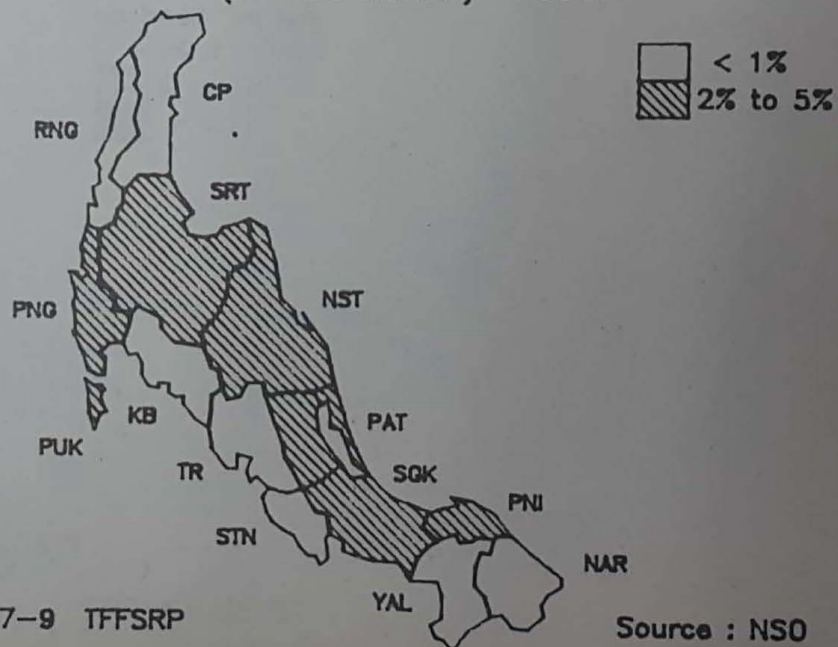 < 1%
2% to 5%
CP
RNG
SRT
PNG
NST
KB
PAT
PUK
TR
SGK
PNI
STN
NAR
YAL
7-9 TFFSRP
Source : NSO